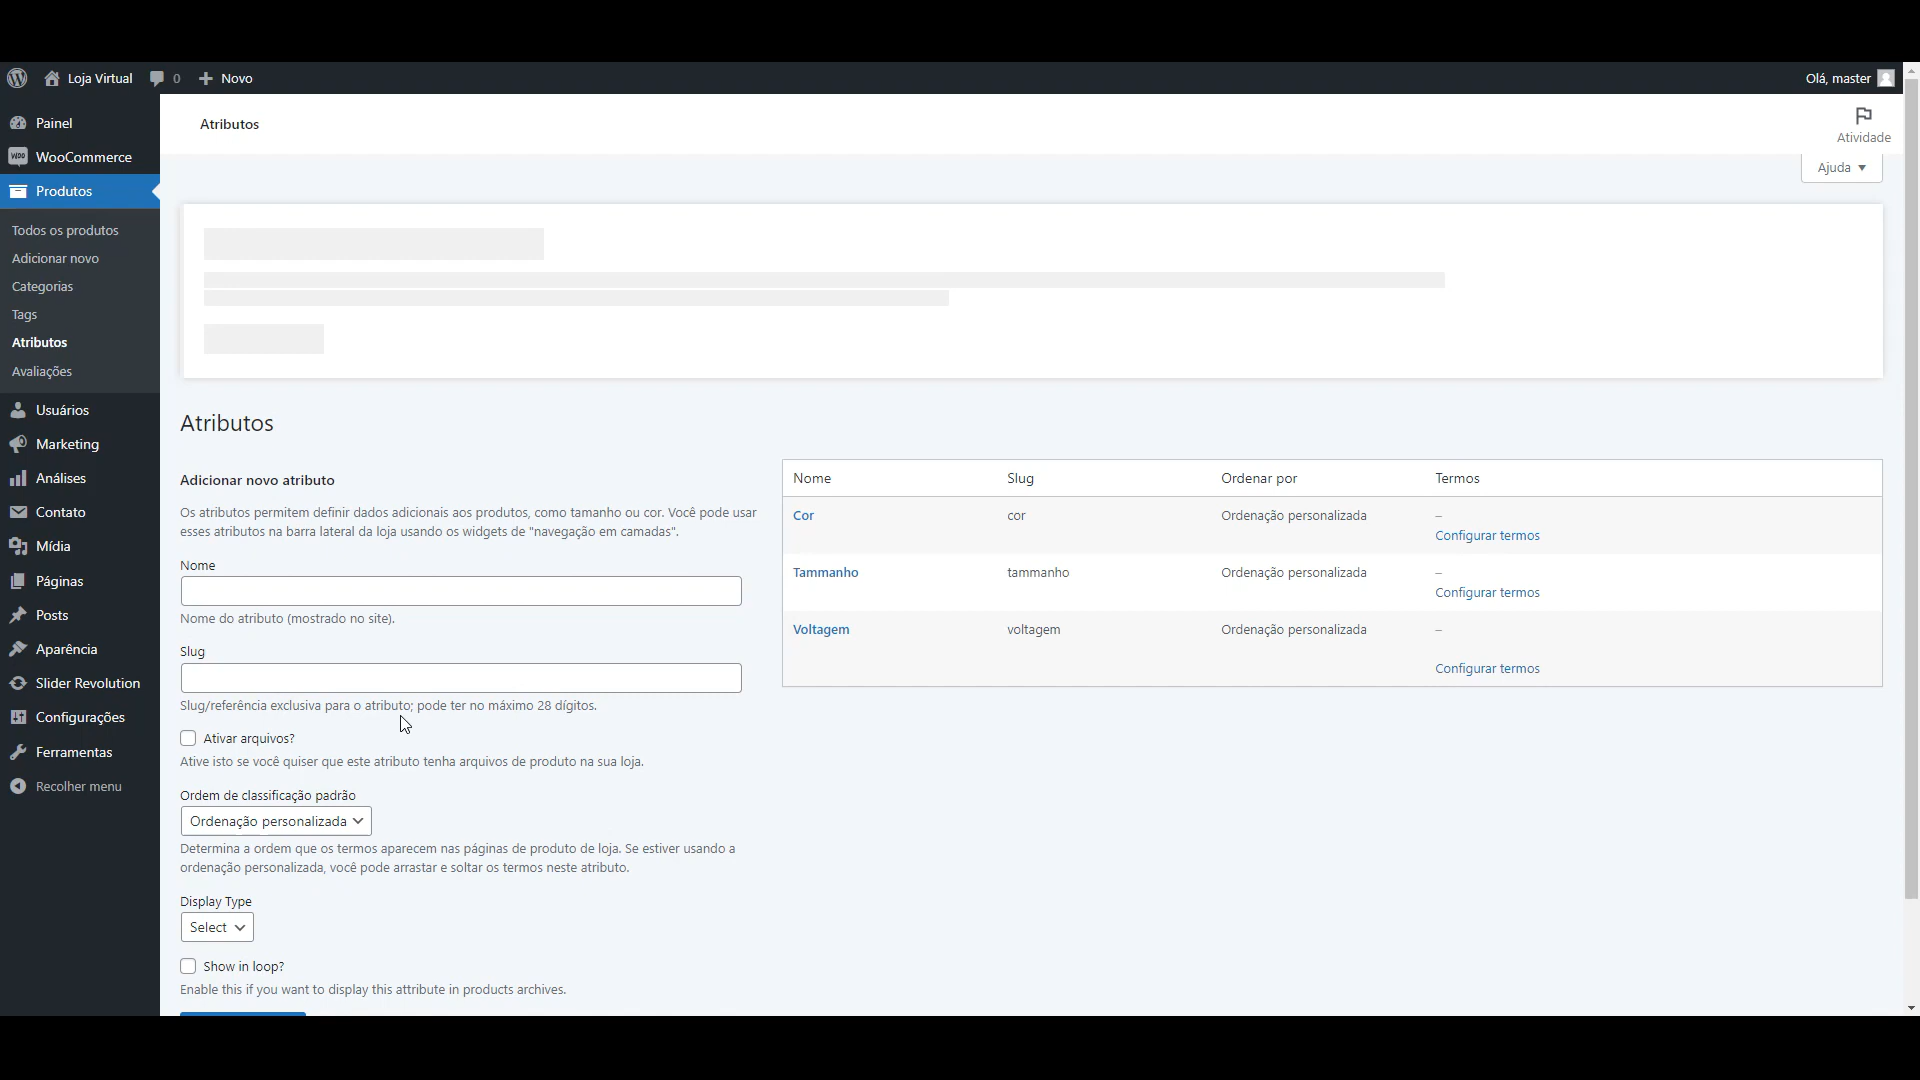 Loja Virtual
0
Novo
Olá, master
Painel
WooCommerce
Produtos
Todos os produtos
Adicionar novo
Categorias
Tags
Atributos
Avaliações
Usuários
Marketing
Análises
Contato
Mídia
Páginas
Posts
Aparência
Slider Revolution
Configurações
Ferramentas
Recolher menu
Atributos
Atividade
Ajuda
Atributos
Adicionar novo atributo
Os atributos permitem definir dados adicionais aos produtos, como tamanho ou cor. Você pode usar
esses atributos na barra lateral da loja usando os widgets de "navegação em camadas".
Nome
Nome do atributo (mostrado no site).
Slug
Slug/referência exclusiva para o atributo; pode ter no máximo 28 dígitos.
Ativar arquivos?
Ative isto se você quiser que este atributo tenha arquivos de produto na sua loja.
Ordem de classificação padrão
Ordenação personalizada
Determina a ordem que os termos aparecem nas páginas de produto de loja. Se estiver usando a
ordenação personalizada, você pode arrastar e soltar os termos neste atributo.
Display Type
Select
Show in loop?
Enable this if you want to display this attribute in products archives.
Nome Slug Ordenar por Termos
Cor cor Ordenação personalizada –
Configurar termos
Tammanho tammanho Ordenação personalizada –
Configurar termos
Voltagem voltagem Ordenação personalizada –
Configurar termos